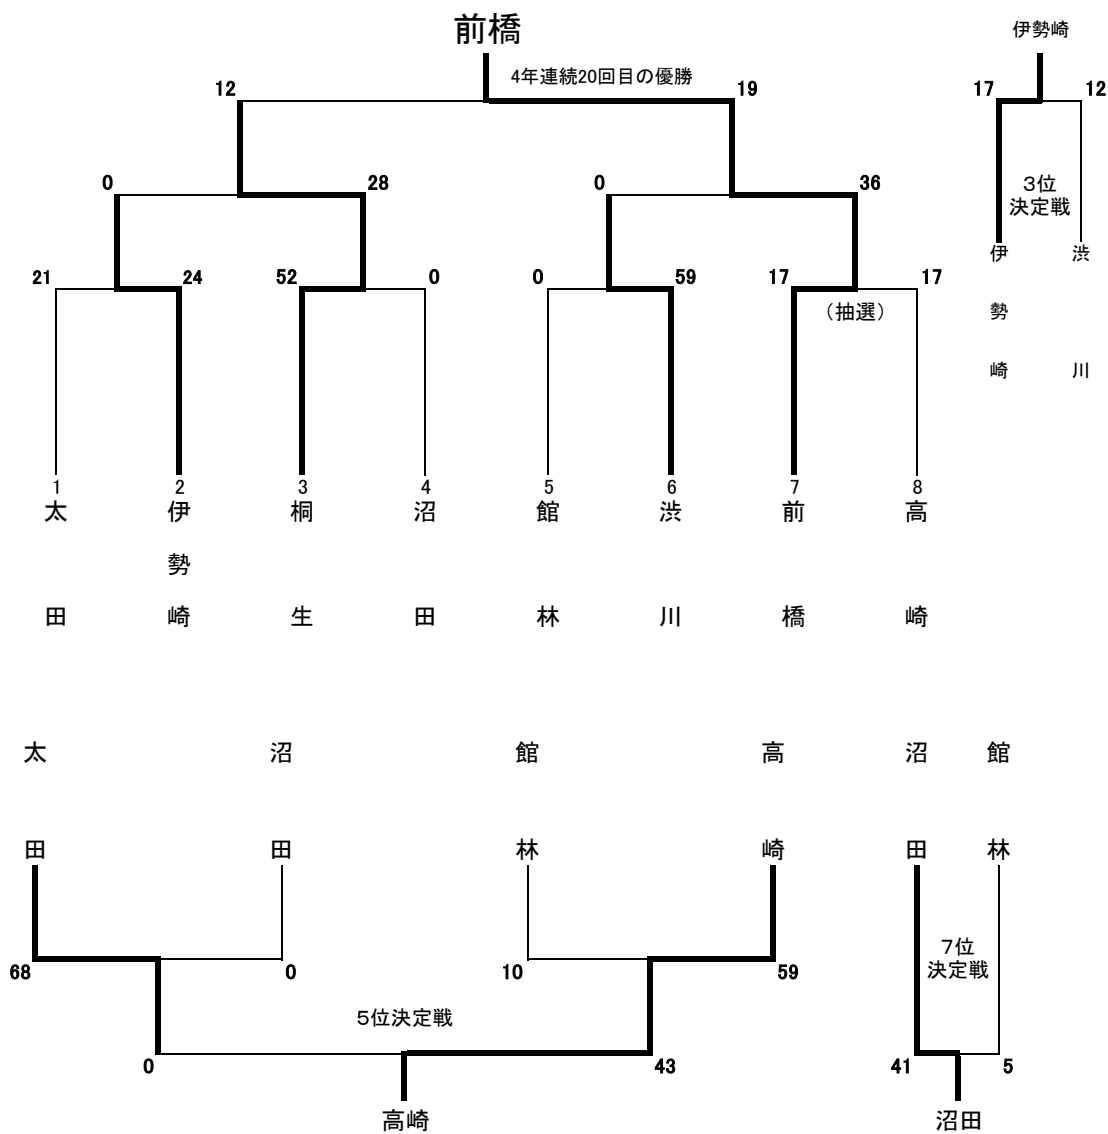 前橋
4年連続20回目の優勝
12
19
0
28
0
36
21
24
52
0
0
59
17
17
（抽選）
1
2
3
4
5
6
7
8
太田
伊勢崎
桐生
沼田
館林
渋川
前橋
高崎
伊勢崎
17
12
3位
決定戦
伊勢崎
渋川
太田
沼田
館林
高崎
68
0
10
59
5位決定戦
0
43
高崎
沼田
館林
7位
決定戦
41
5
沼田